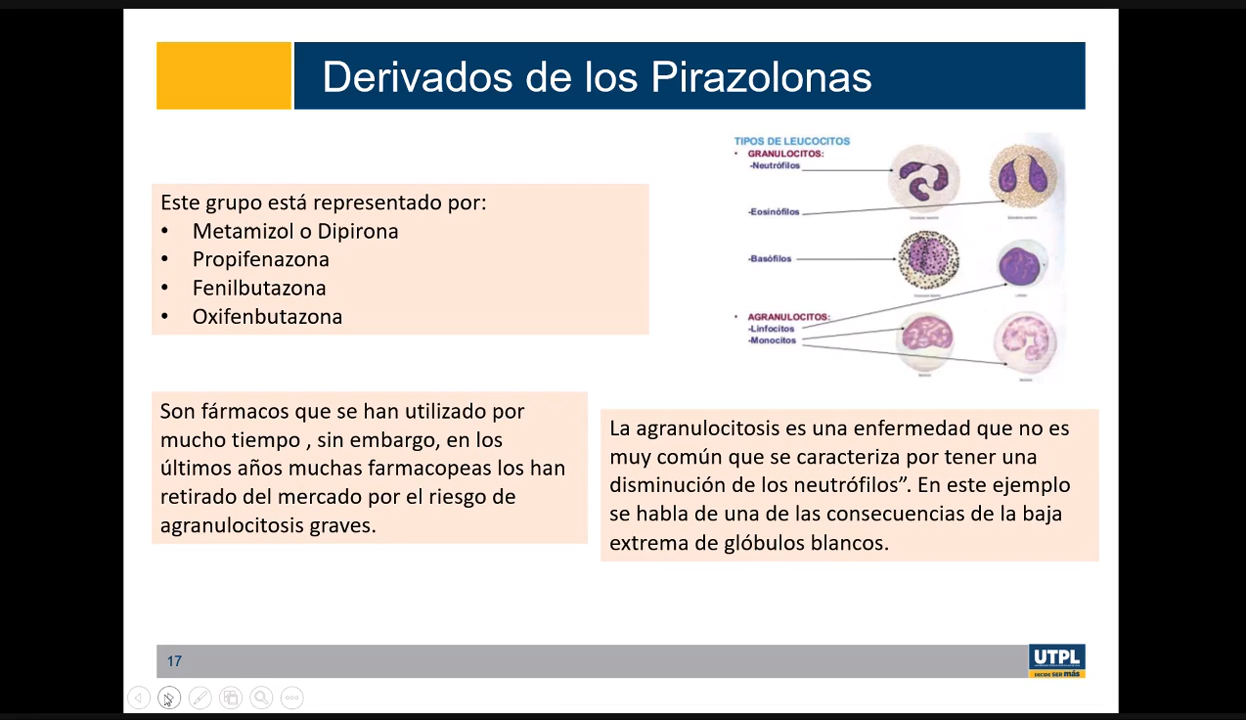 Derivados de los Pirazolonas
Este grupo está representado por:
• Metamizol o Dipirona
• Propifenazona
• Fenilbutazona
• Oxifenbutazona
TIPOS DE LEUCOCITOS
• GRANULOCITOS:
-Neutrófilos
-Eosinófilos
-Basófilos
• AGRANULOCITOS:
-Linfocitos
-Monocitos
Son fármacos que se han utilizado por
mucho tiempo , sin embargo, en los
últimos años muchas farmacopeas los han
retirado del mercado por el riesgo de
agranulocitosis graves.
La agranulocitosis es una enfermedad que no es
muy común que se caracteriza por tener una
disminución de los neutrófilos”. En este ejemplo
se habla de una de las consecuencias de la baja
extrema de glóbulos blancos.
17
UTPL
DECIDE SER más